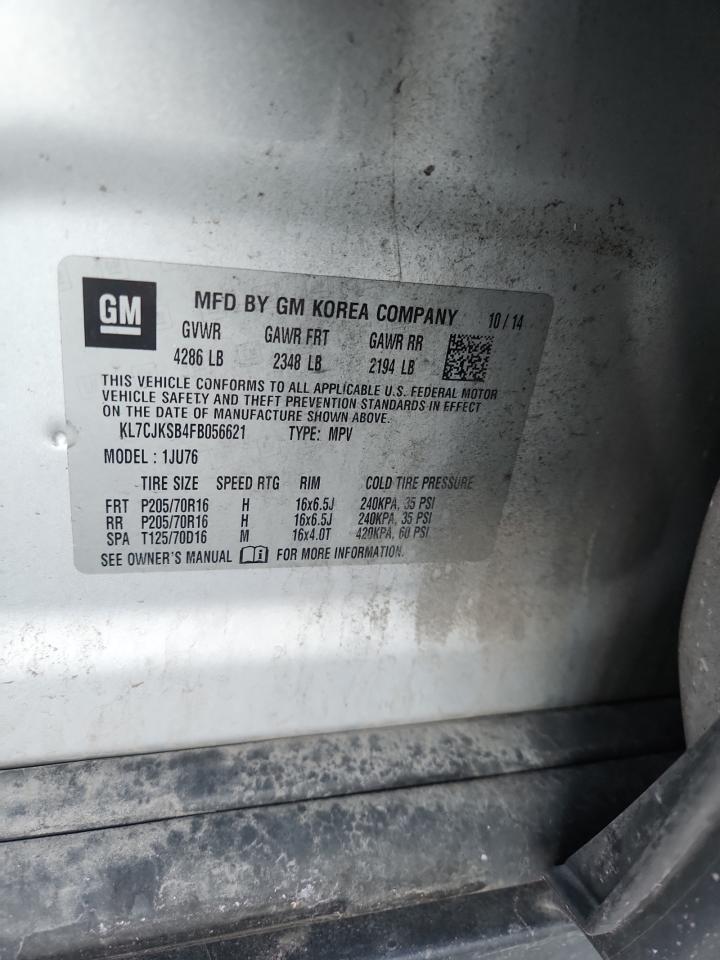 GM MFD BY GM KOREA COMPANY 10 / 14
GVWR GAWR FRT GAWR RR
4286 LB 2348 LB 2194 LB
THIS VEHICLE CONFORMS TO ALL APPLICABLE U.S. FEDERAL MOTOR
VEHICLE SAFETY AND THEFT PREVENTION STANDARDS IN EFFECT
ON THE DATE OF MANUFACTURE SHOWN ABOVE.
KL7CJKSB4FB056621 TYPE: MPV
MODEL : 1JU76
TIRE SIZE SPEED RTG RIM COLD TIRE PRESSURE
FRT P205/70R16 H 16x6.5J 240KPA, 35 PSI
RR P205/70R16 H 16x6.5J 240KPA, 35 PSI
SPA T125/70D16 M 16x4.0T 420KPA, 60 PSI
SEE OWNER'S MANUAL i FOR MORE INFORMATION.